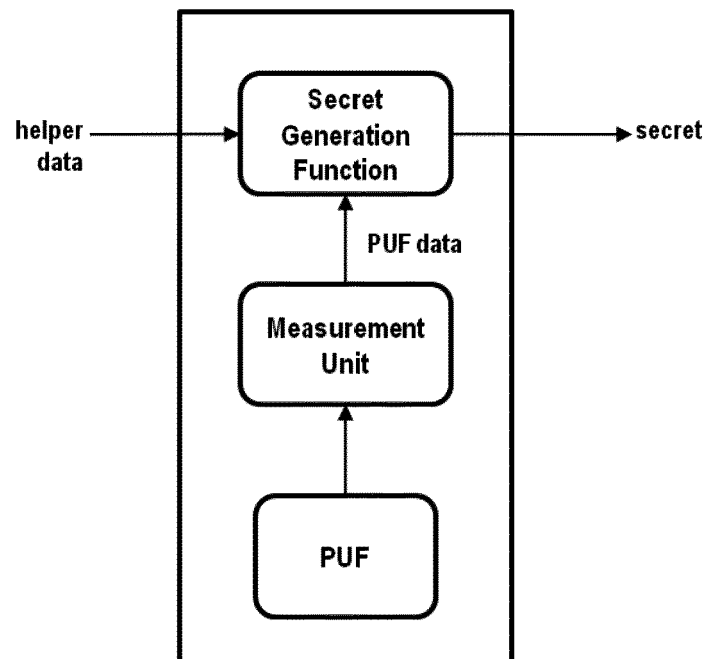 Secret
Generation
Function
helper
data
secret
PUF data
Measurement
Unit
PUF